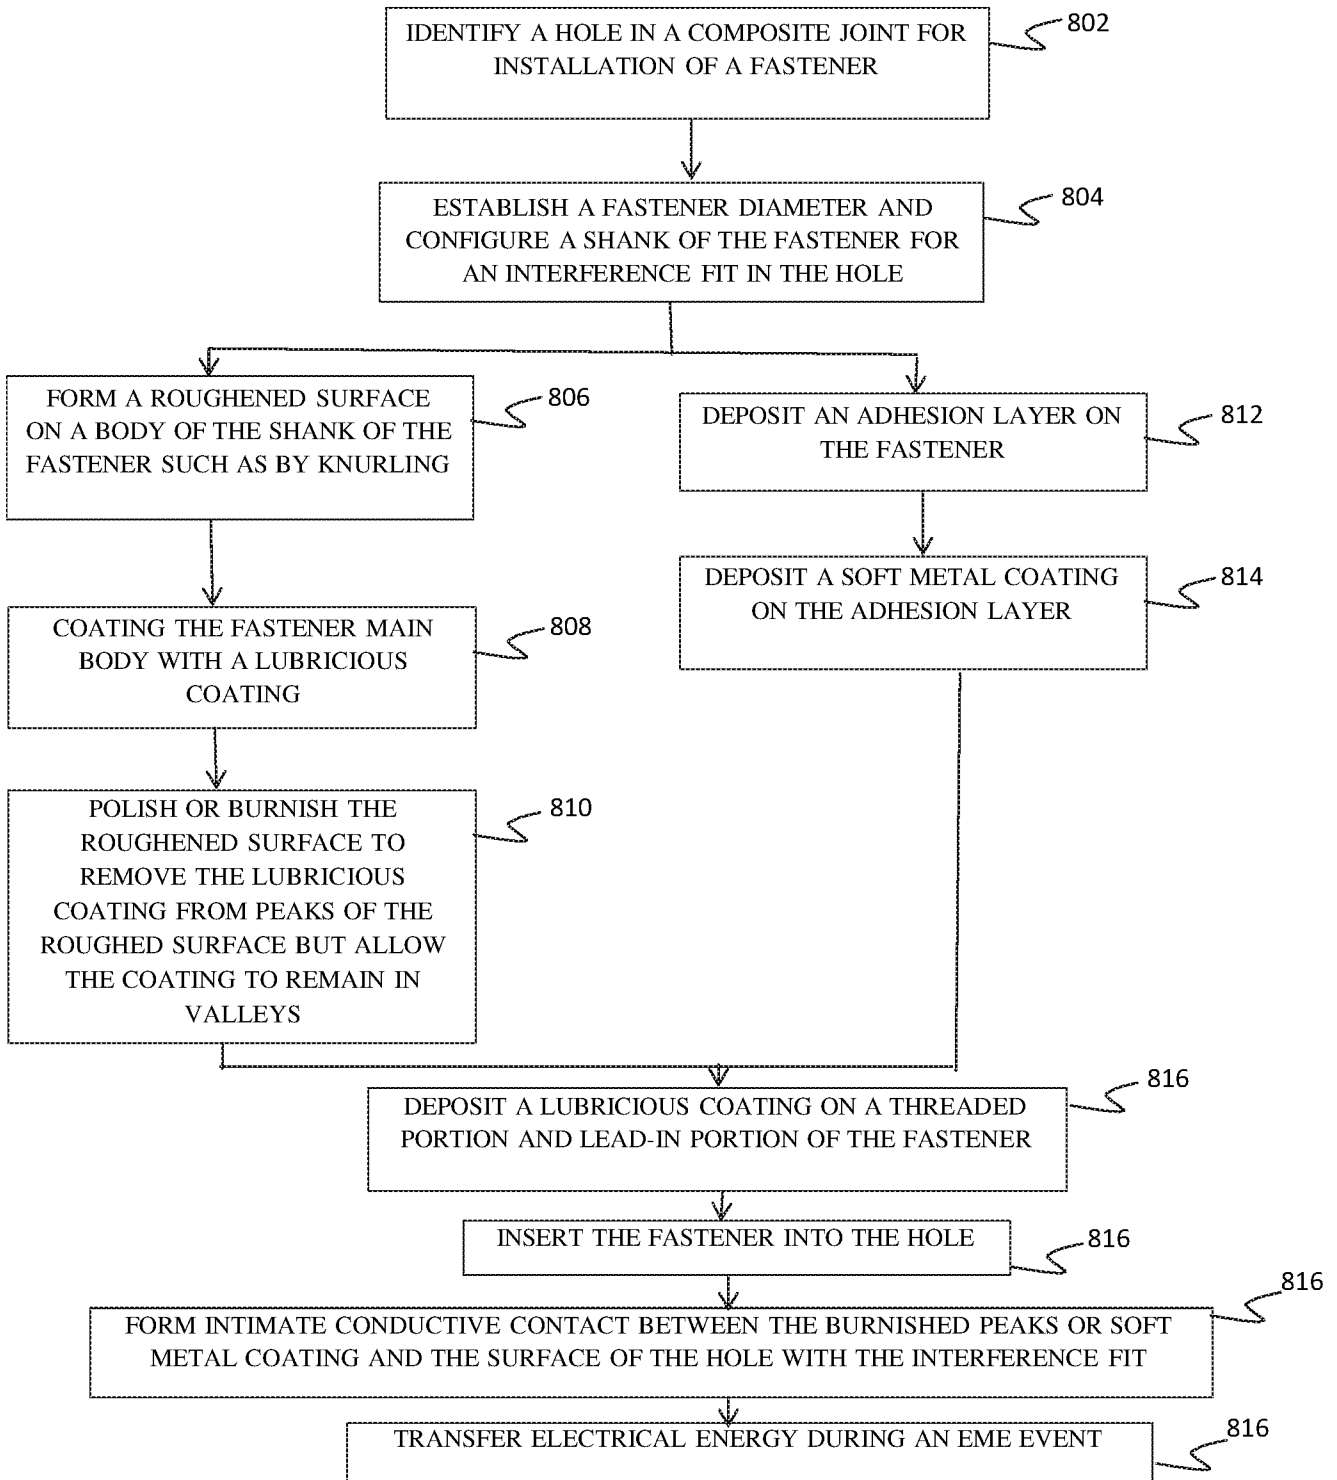 IDENTIFY A HOLE IN A COMPOSITE JOINT FOR
INSTALLATION OF A FASTENER
802
ESTABLISH A FASTENER DIAMETER AND
CONFIGURE A SHANK OF THE FASTENER FOR
AN INTERFERENCE FIT IN THE HOLE
804
FORM A ROUGHENED SURFACE
ON A BODY OF THE SHANK OF THE
FASTENER SUCH AS BY KNURLING
806
COATING THE FASTENER MAIN
BODY WITH A LUBRICIOUS
COATING
808
POLISH OR BURNISH THE
ROUGHENED SURFACE TO
REMOVE THE LUBRICIOUS
COATING FROM PEAKS OF THE
ROUGHED SURFACE BUT ALLOW
THE COATING TO REMAIN IN
VALLEYS
810
DEPOSIT AN ADHESION LAYER ON
THE FASTENER
812
DEPOSIT A SOFT METAL COATING
ON THE ADHESION LAYER
814
DEPOSIT A LUBRICIOUS COATING ON A THREADED
PORTION AND LEAD-IN PORTION OF THE FASTENER
816
INSERT THE FASTENER INTO THE HOLE
816
FORM INTIMATE CONDUCTIVE CONTACT BETWEEN THE BURNISHED PEAKS OR SOFT
METAL COATING AND THE SURFACE OF THE HOLE WITH THE INTERFERENCE FIT
816
TRANSFER ELECTRICAL ENERGY DURING AN EME EVENT
816